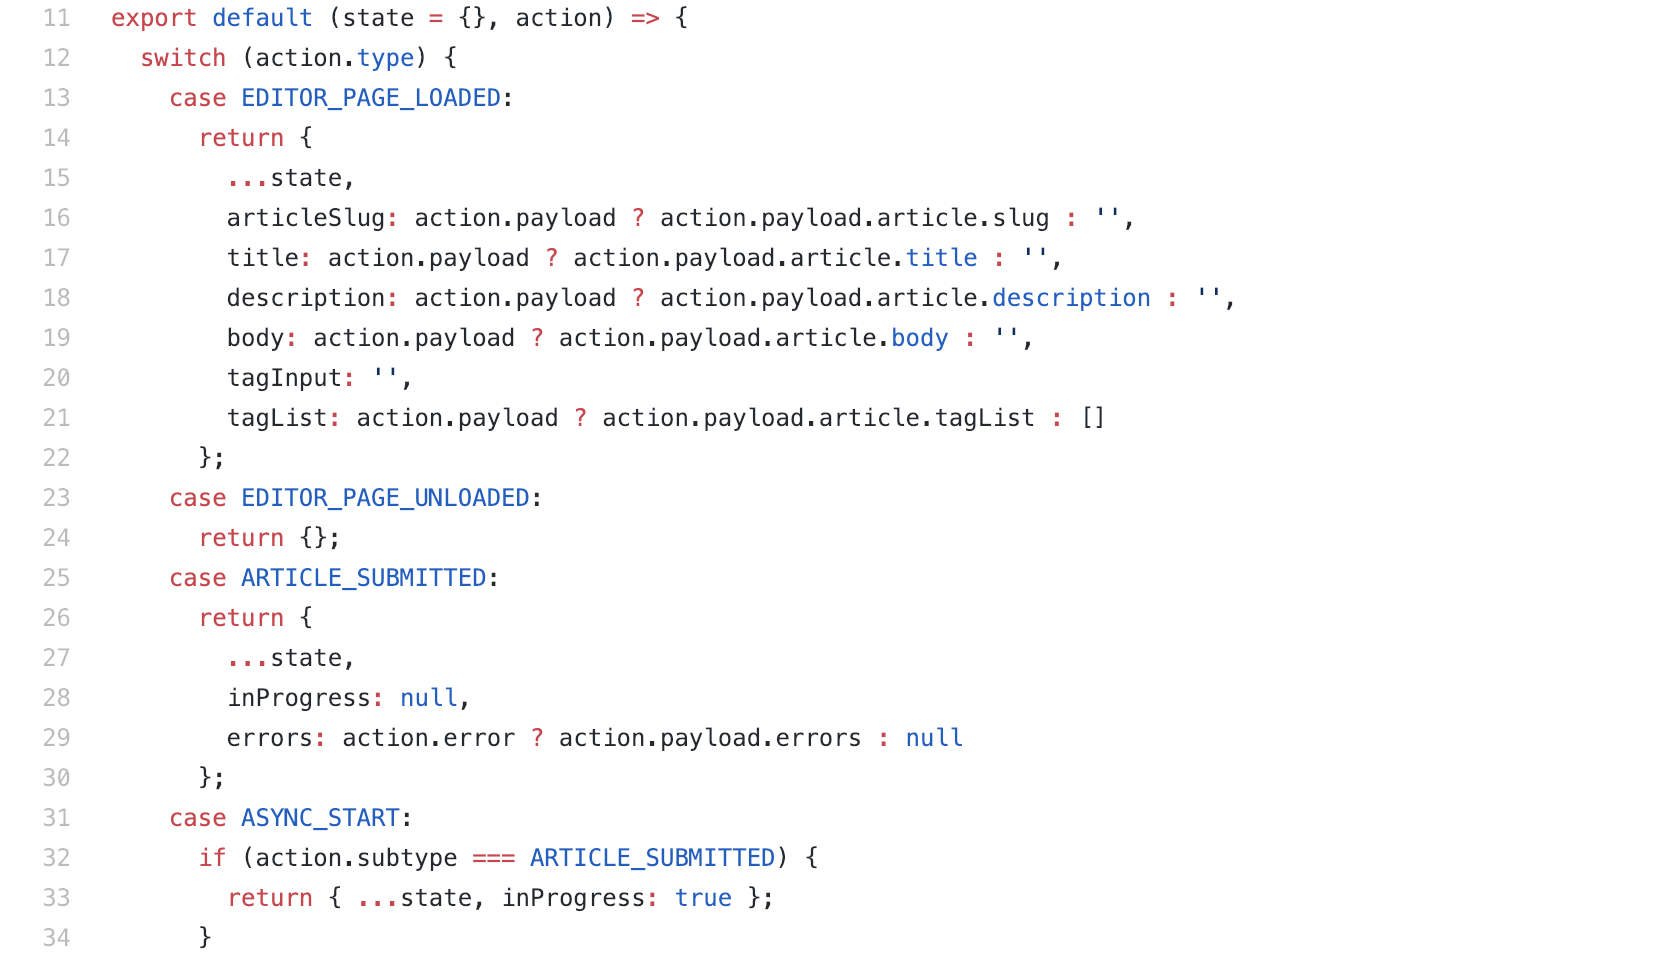 11 export default (state = {}, action) => {
12 switch (action.type) {
13 case EDITOR_PAGE_LOADED:
14 return {
15 ...state,
16 articleSlug: action.payload ? action.payload.article.slug : '',
17 title: action.payload ? action.payload.article.title : '',
18 description: action.payload ? action.payload.article.description : '',
19 body: action.payload ? action.payload.article.body : '',
20 tagInput: '',
21 tagList: action.payload ? action.payload.article.tagList : []
22 };
23 case EDITOR_PAGE_UNLOADED:
24 return {};
25 case ARTICLE_SUBMITTED:
26 return {
27 ...state,
28 inProgress: null,
29 errors: action.error ? action.payload.errors : null
30 };
31 case ASYNC_START:
32 if (action.subtype === ARTICLE_SUBMITTED) {
33 return { ...state, inProgress: true };
34 }